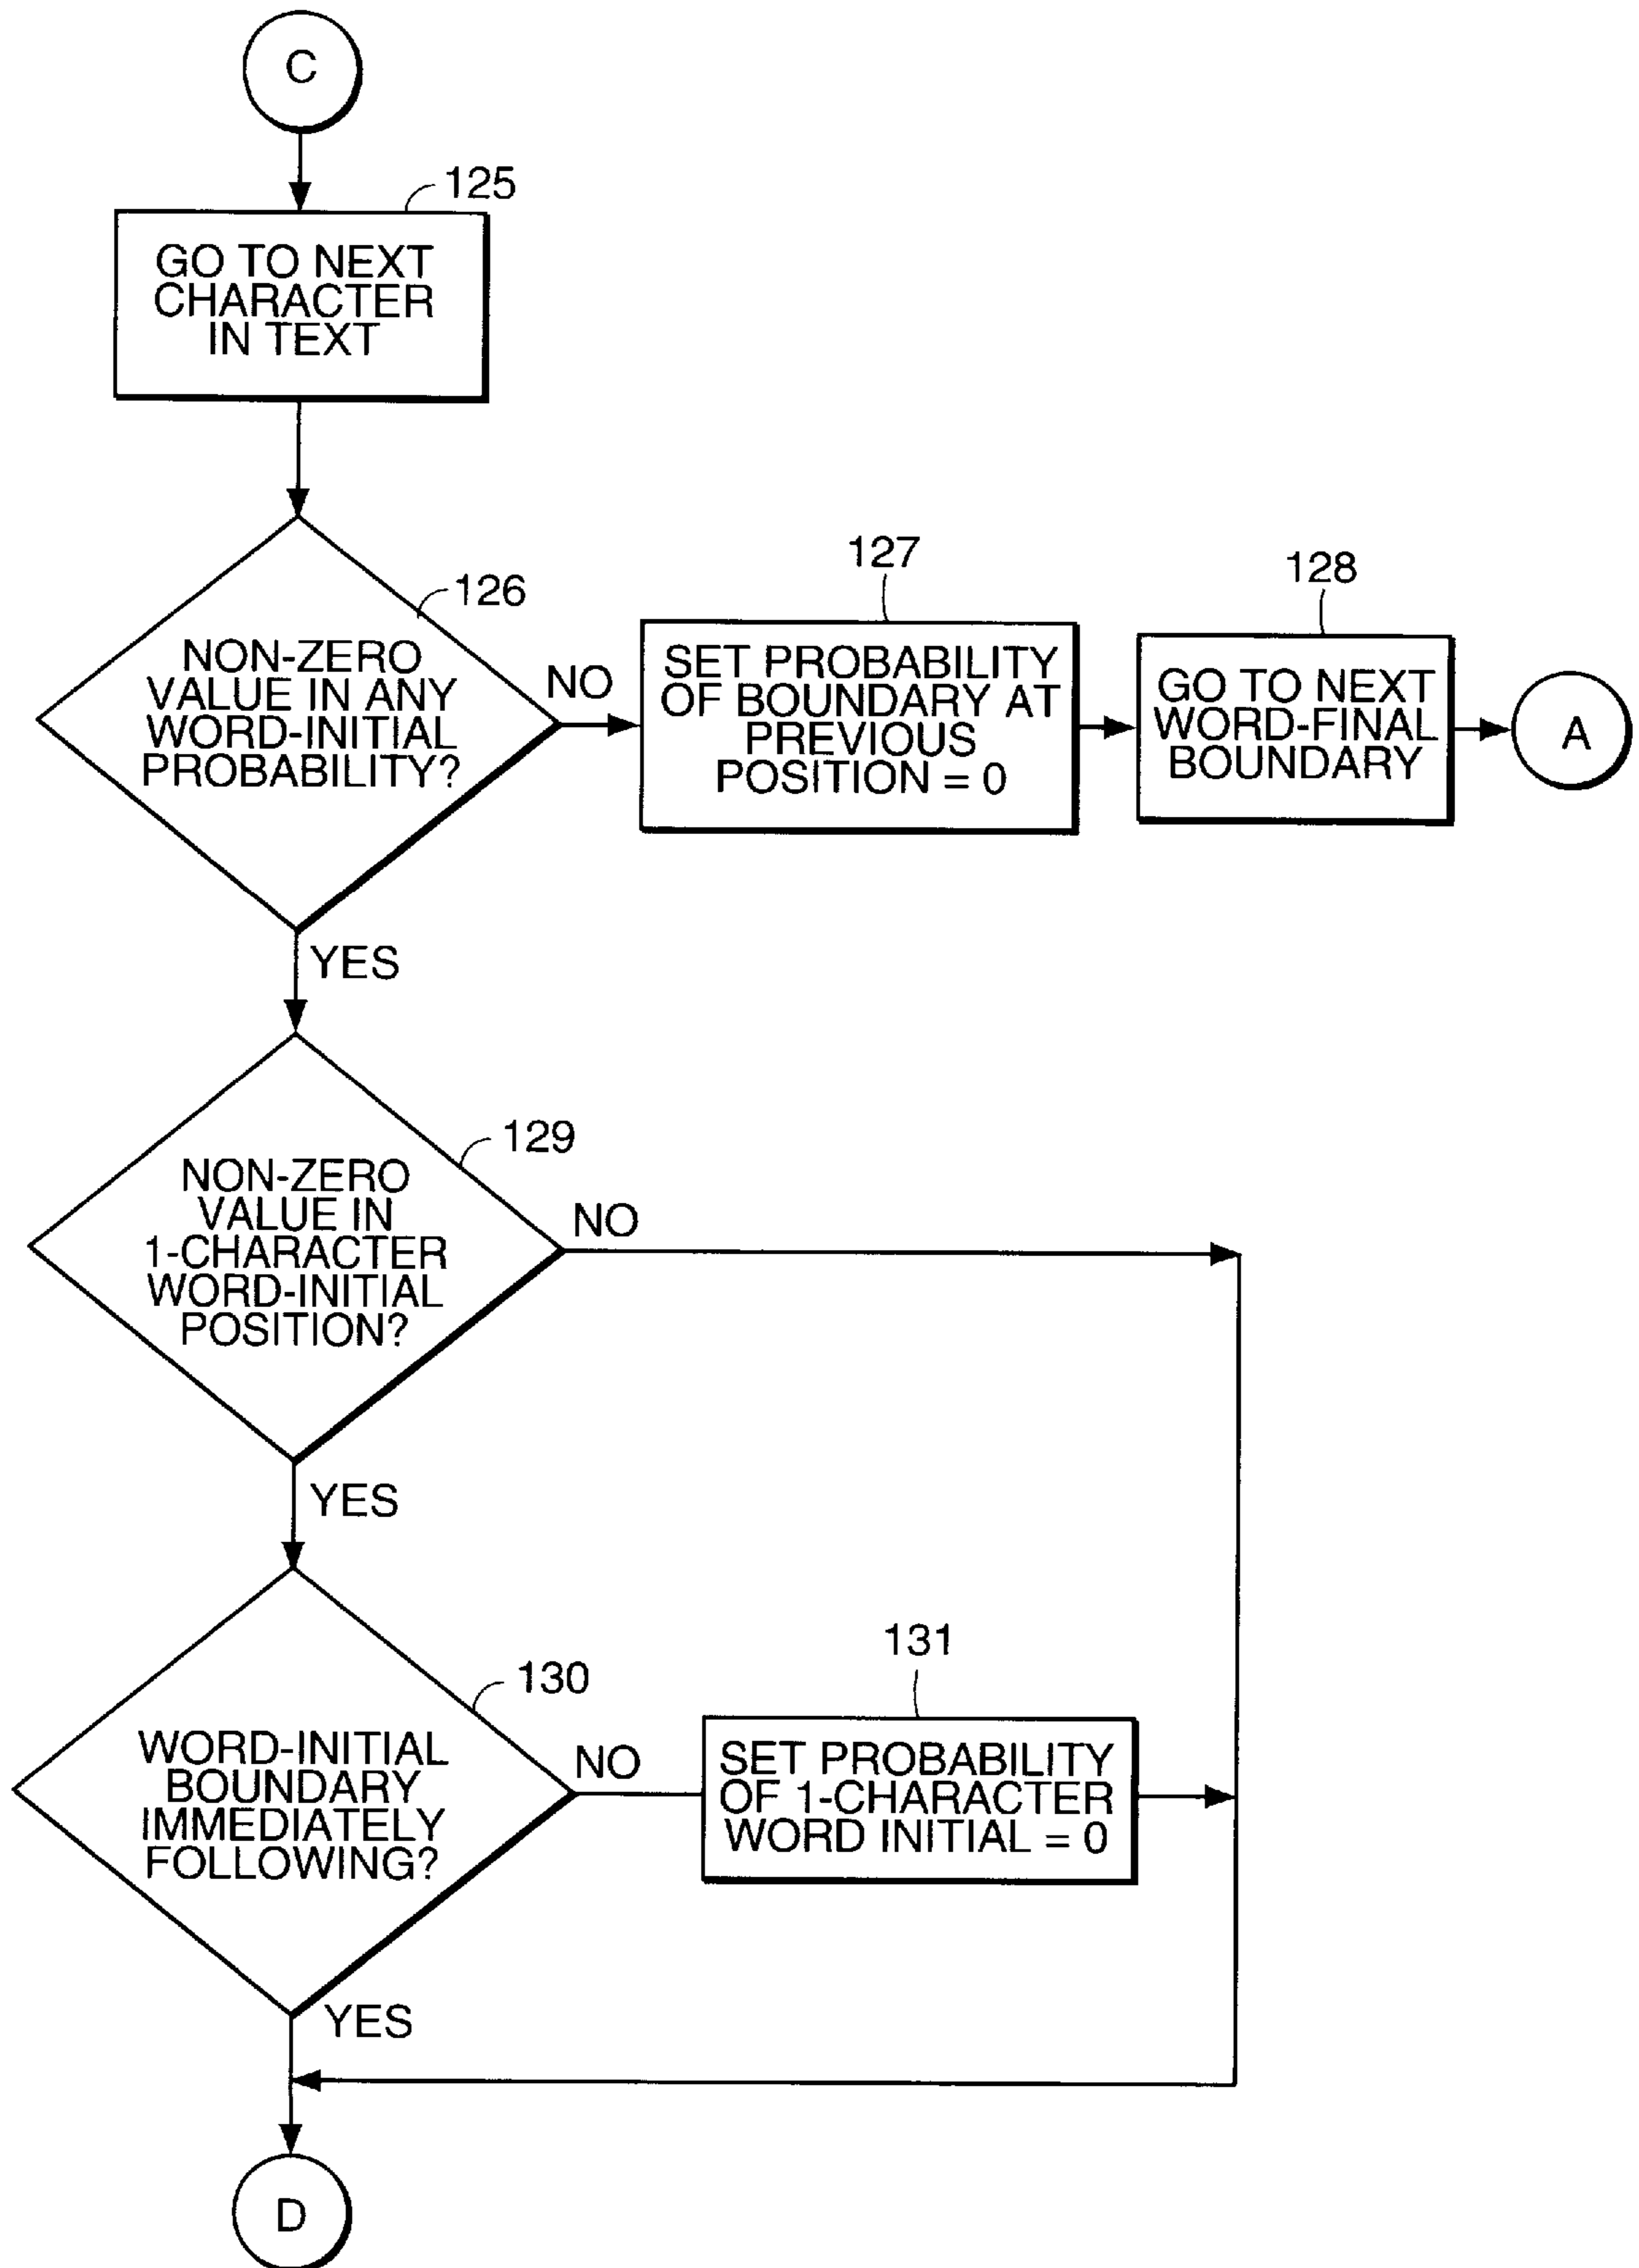 C
125
GO TO NEXT
CHARACTER
IN TEXT
126
NON-ZERO
VALUE IN ANY
WORD-INITIAL
PROBABILITY?
NO
127
SET PROBABILITY
OF BOUNDARY AT
PREVIOUS
POSITION = 0
128
GO TO NEXT
WORD-FINAL
BOUNDARY
A
YES
129
NON-ZERO
VALUE IN
1-CHARACTER
WORD-INITIAL
POSITION?
NO
YES
130
WORD-INITIAL
BOUNDARY
IMMEDIATELY
FOLLOWING?
NO
131
SET PROBABILITY
OF 1-CHARACTER
WORD INITIAL = 0
YES
D